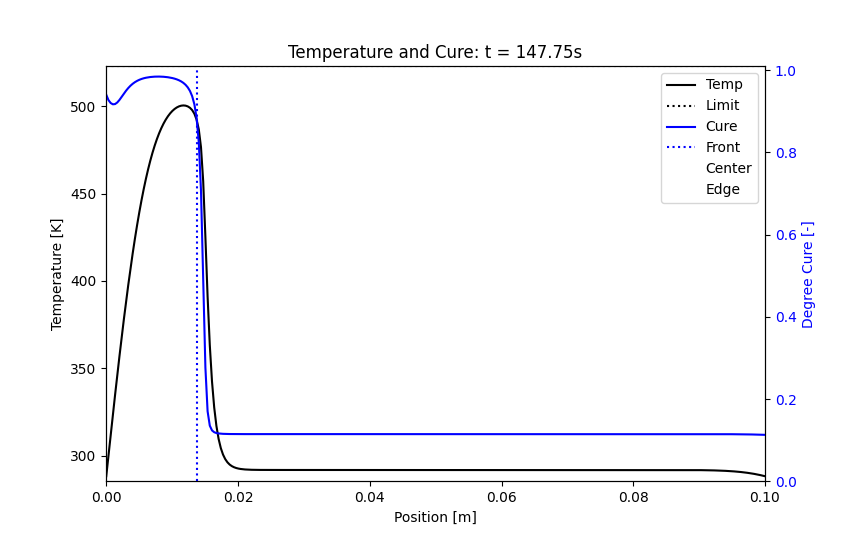 Temperature and Cure: t = 147.75s
Temp
Limit
Cure
Front
Center
Edge
Temperature [K]
500
450
400
350
300
1.0
0.8
0.6
0.4
0.2
0.0
Degree Cure [-]
0.00 0.02 0.04 0.06 0.08 0.10
Position [m]